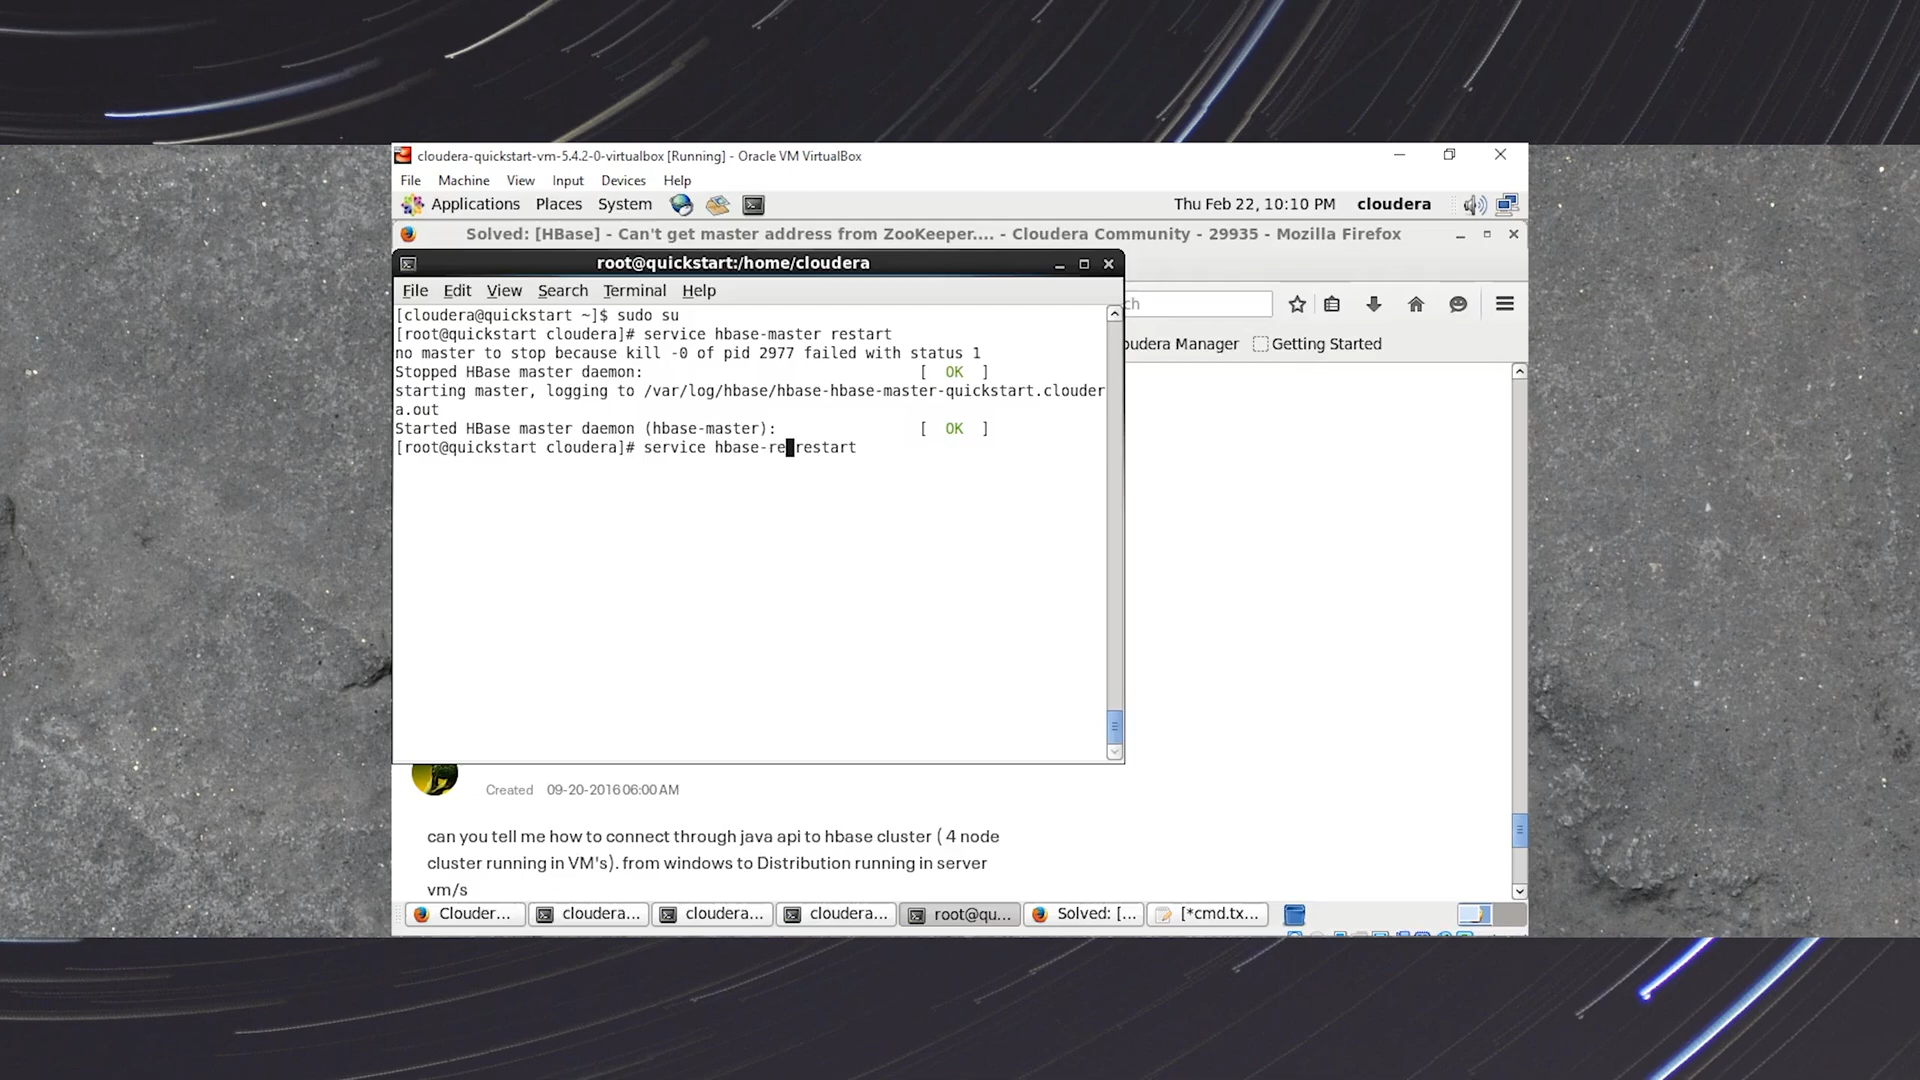 cloudera-quickstart-vm-5.4.2-0-virtualbox [Running] - Oracle VM VirtualBox
File Machine View Input Devices Help
Applications Places System Thu Feb 22, 10:10 PM cloudera
Solved: [HBase] - Can't get master address from ZooKeeper.... - Cloudera Community - 29935 - Mozilla Firefox
root@quickstart:/home/cloudera
File Edit View Search Terminal Help
ch
[cloudera@quickstart ~]$ sudo su
[root@quickstart cloudera]# service hbase-master restart
no master to stop because kill -0 of pid 2977 failed with status 1
oudera Manager Getting Started
Stopped HBase master daemon: [ OK ]
starting master, logging to /var/log/hbase/hbase-hbase-master-quickstart.clouder
a.out
Started HBase master daemon (hbase-master): [ OK ]
[root@quickstart cloudera]# service hbase-re restart
Created 09-20-2016 06:00 AM
can you tell me how to connect through java api to hbase cluster ( 4 node
cluster running in VM's). from windows to Distribution running in server
vm/s
Clouder... cloudera... cloudera... cloudera... root@qu... Solved: [... [*cmd.tx...